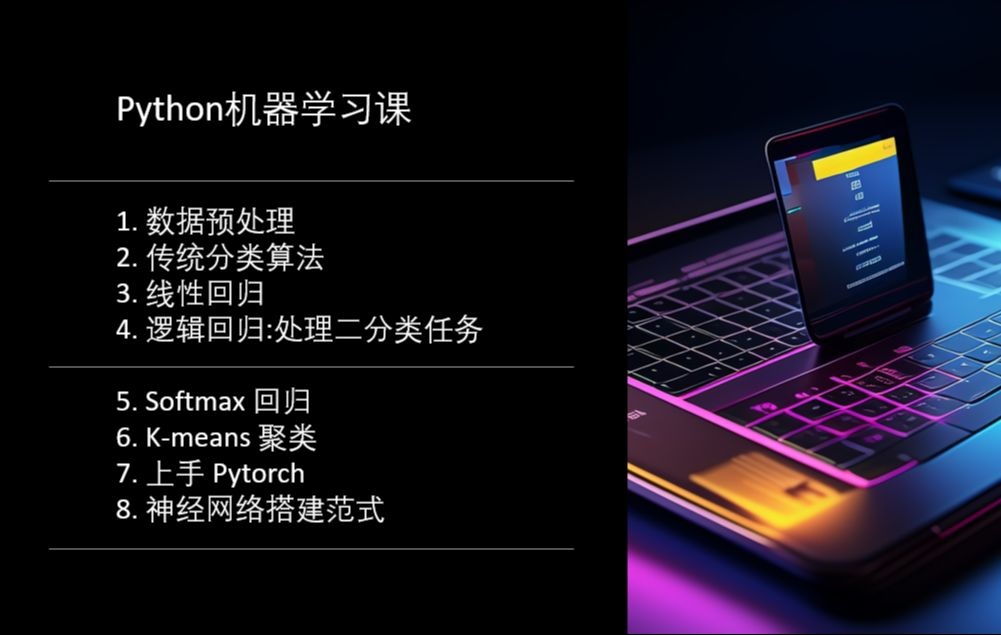 Python机器学习课
1. 数据预处理
2. 传统分类算法
3. 线性回归
4. 逻辑回归:处理二分类任务
5. Softmax 回归
6. K-means 聚类
7. 上手 Pytorch
8. 神经网络搭建范式